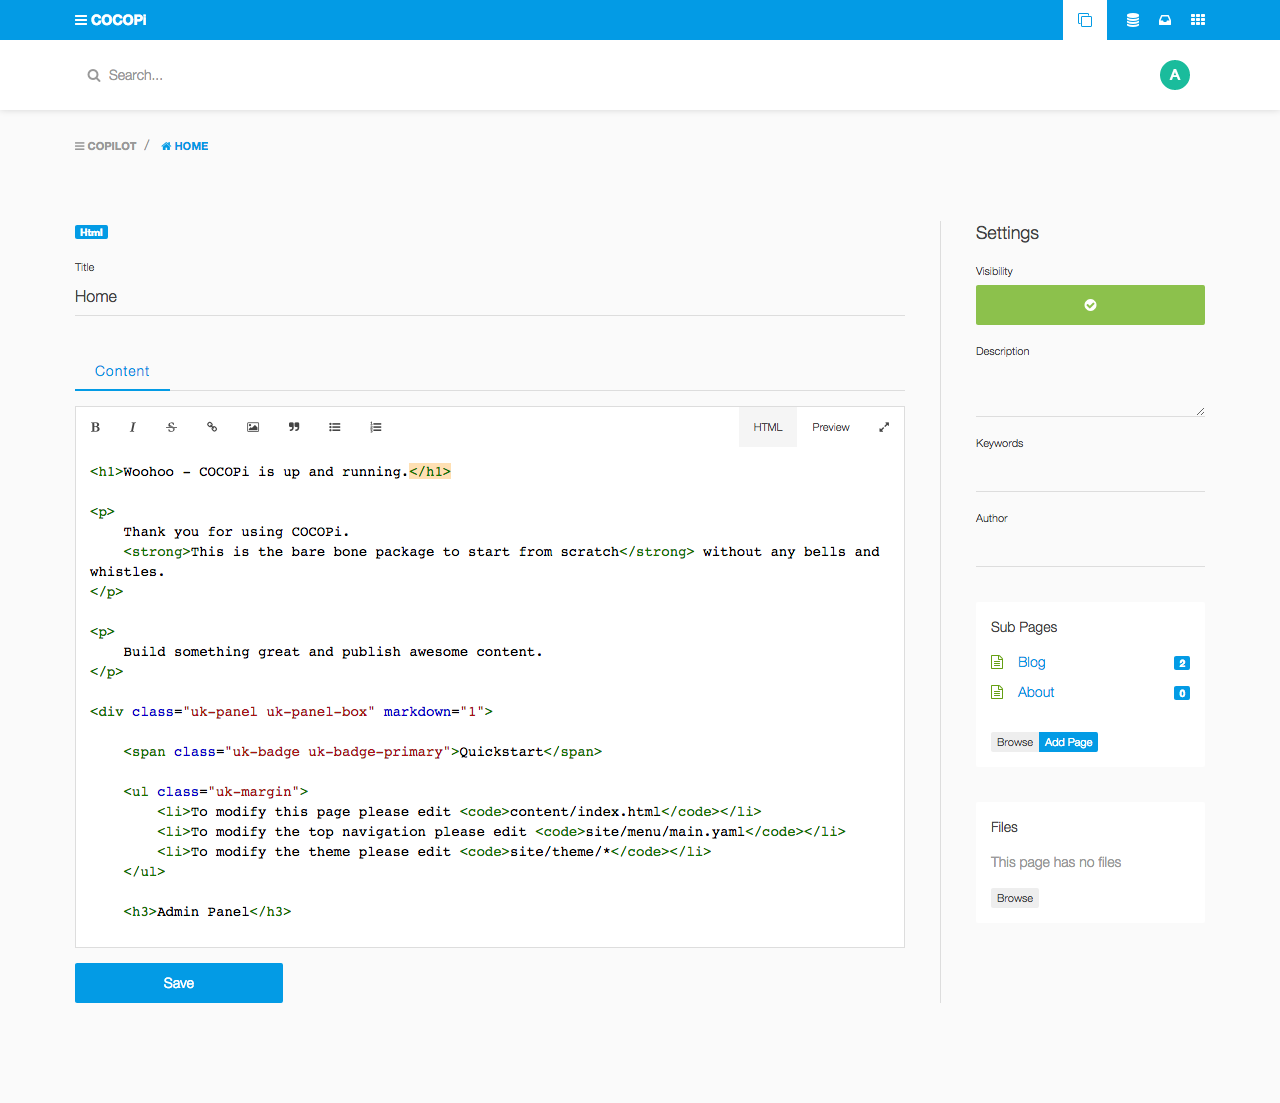 COCOPi
Search...
A
COPILOT / HOME
Html
Title
Home
Content
B I S HTML Preview
<h1>Woohoo - COCOPi is up and running.</h1>
<p>
Thank you for using COCOPi.
<strong>This is the bare bone package to start from scratch</strong> without any bells and
whistles.
</p>
<p>
Build something great and publish awesome content.
</p>
<div class="uk-panel uk-panel-box" markdown="1">
<span class="uk-badge uk-badge-primary">Quickstart</span>
<ul class="uk-margin">
<li>To modify this page please edit <code>content/index.html</code></li>
<li>To modify the top navigation please edit <code>site/menu/main.yaml</code></li>
<li>To modify the theme please edit <code>site/theme/*</code></li>
</ul>
<h3>Admin Panel</h3>
Save
Settings
Visibility
Description
Keywords
Author
Sub Pages
Blog 2
About 0
Browse Add Page
Files
This page has no files
Browse